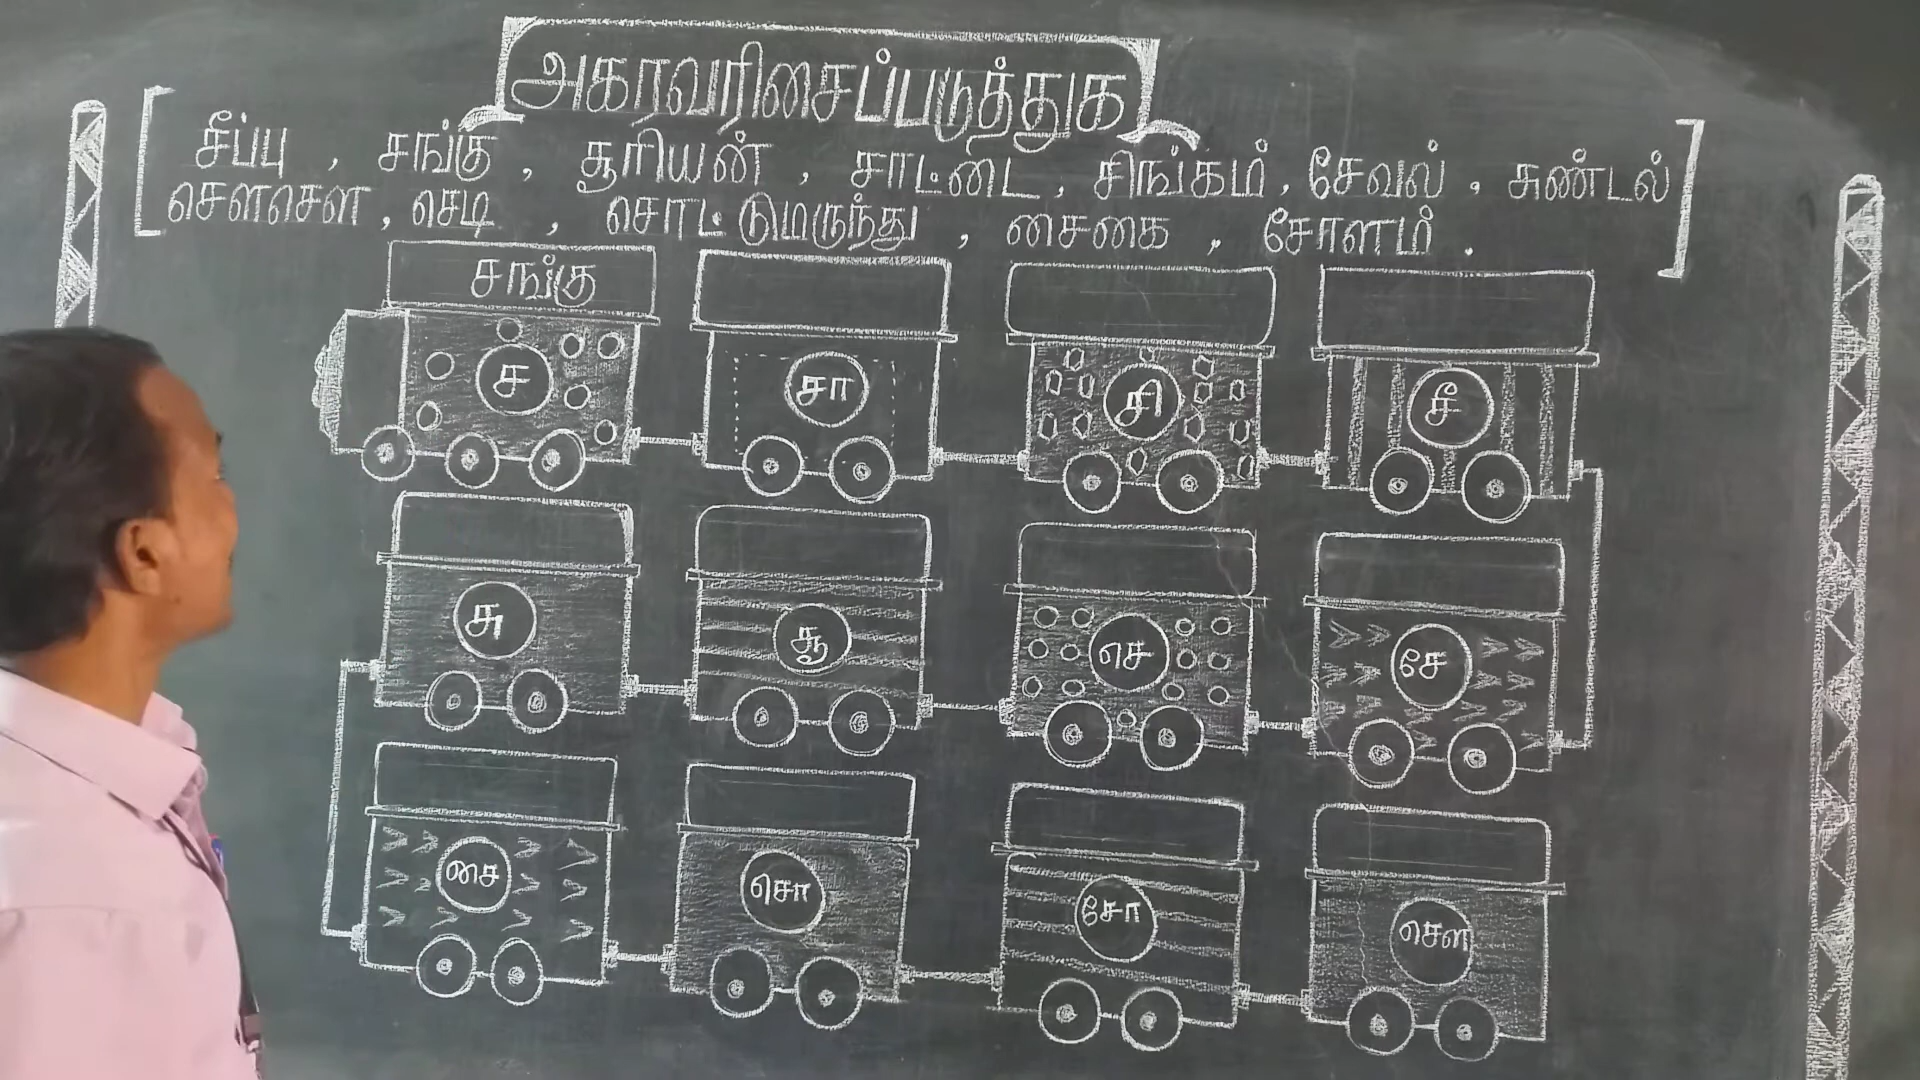 அகரவரிசைப்படுத்துக
சீப்பு , சங்கு , சூரியன் , சாட்டை , சிங்கம் , சேவல் , சுண்டல்
சௌசௌ , செடி , சொட்டுமருந்து , சைகை , சோளம் .
சங்கு
ச சா சி சீ
சு சூ செ சே
சை சொ சோ சௌ